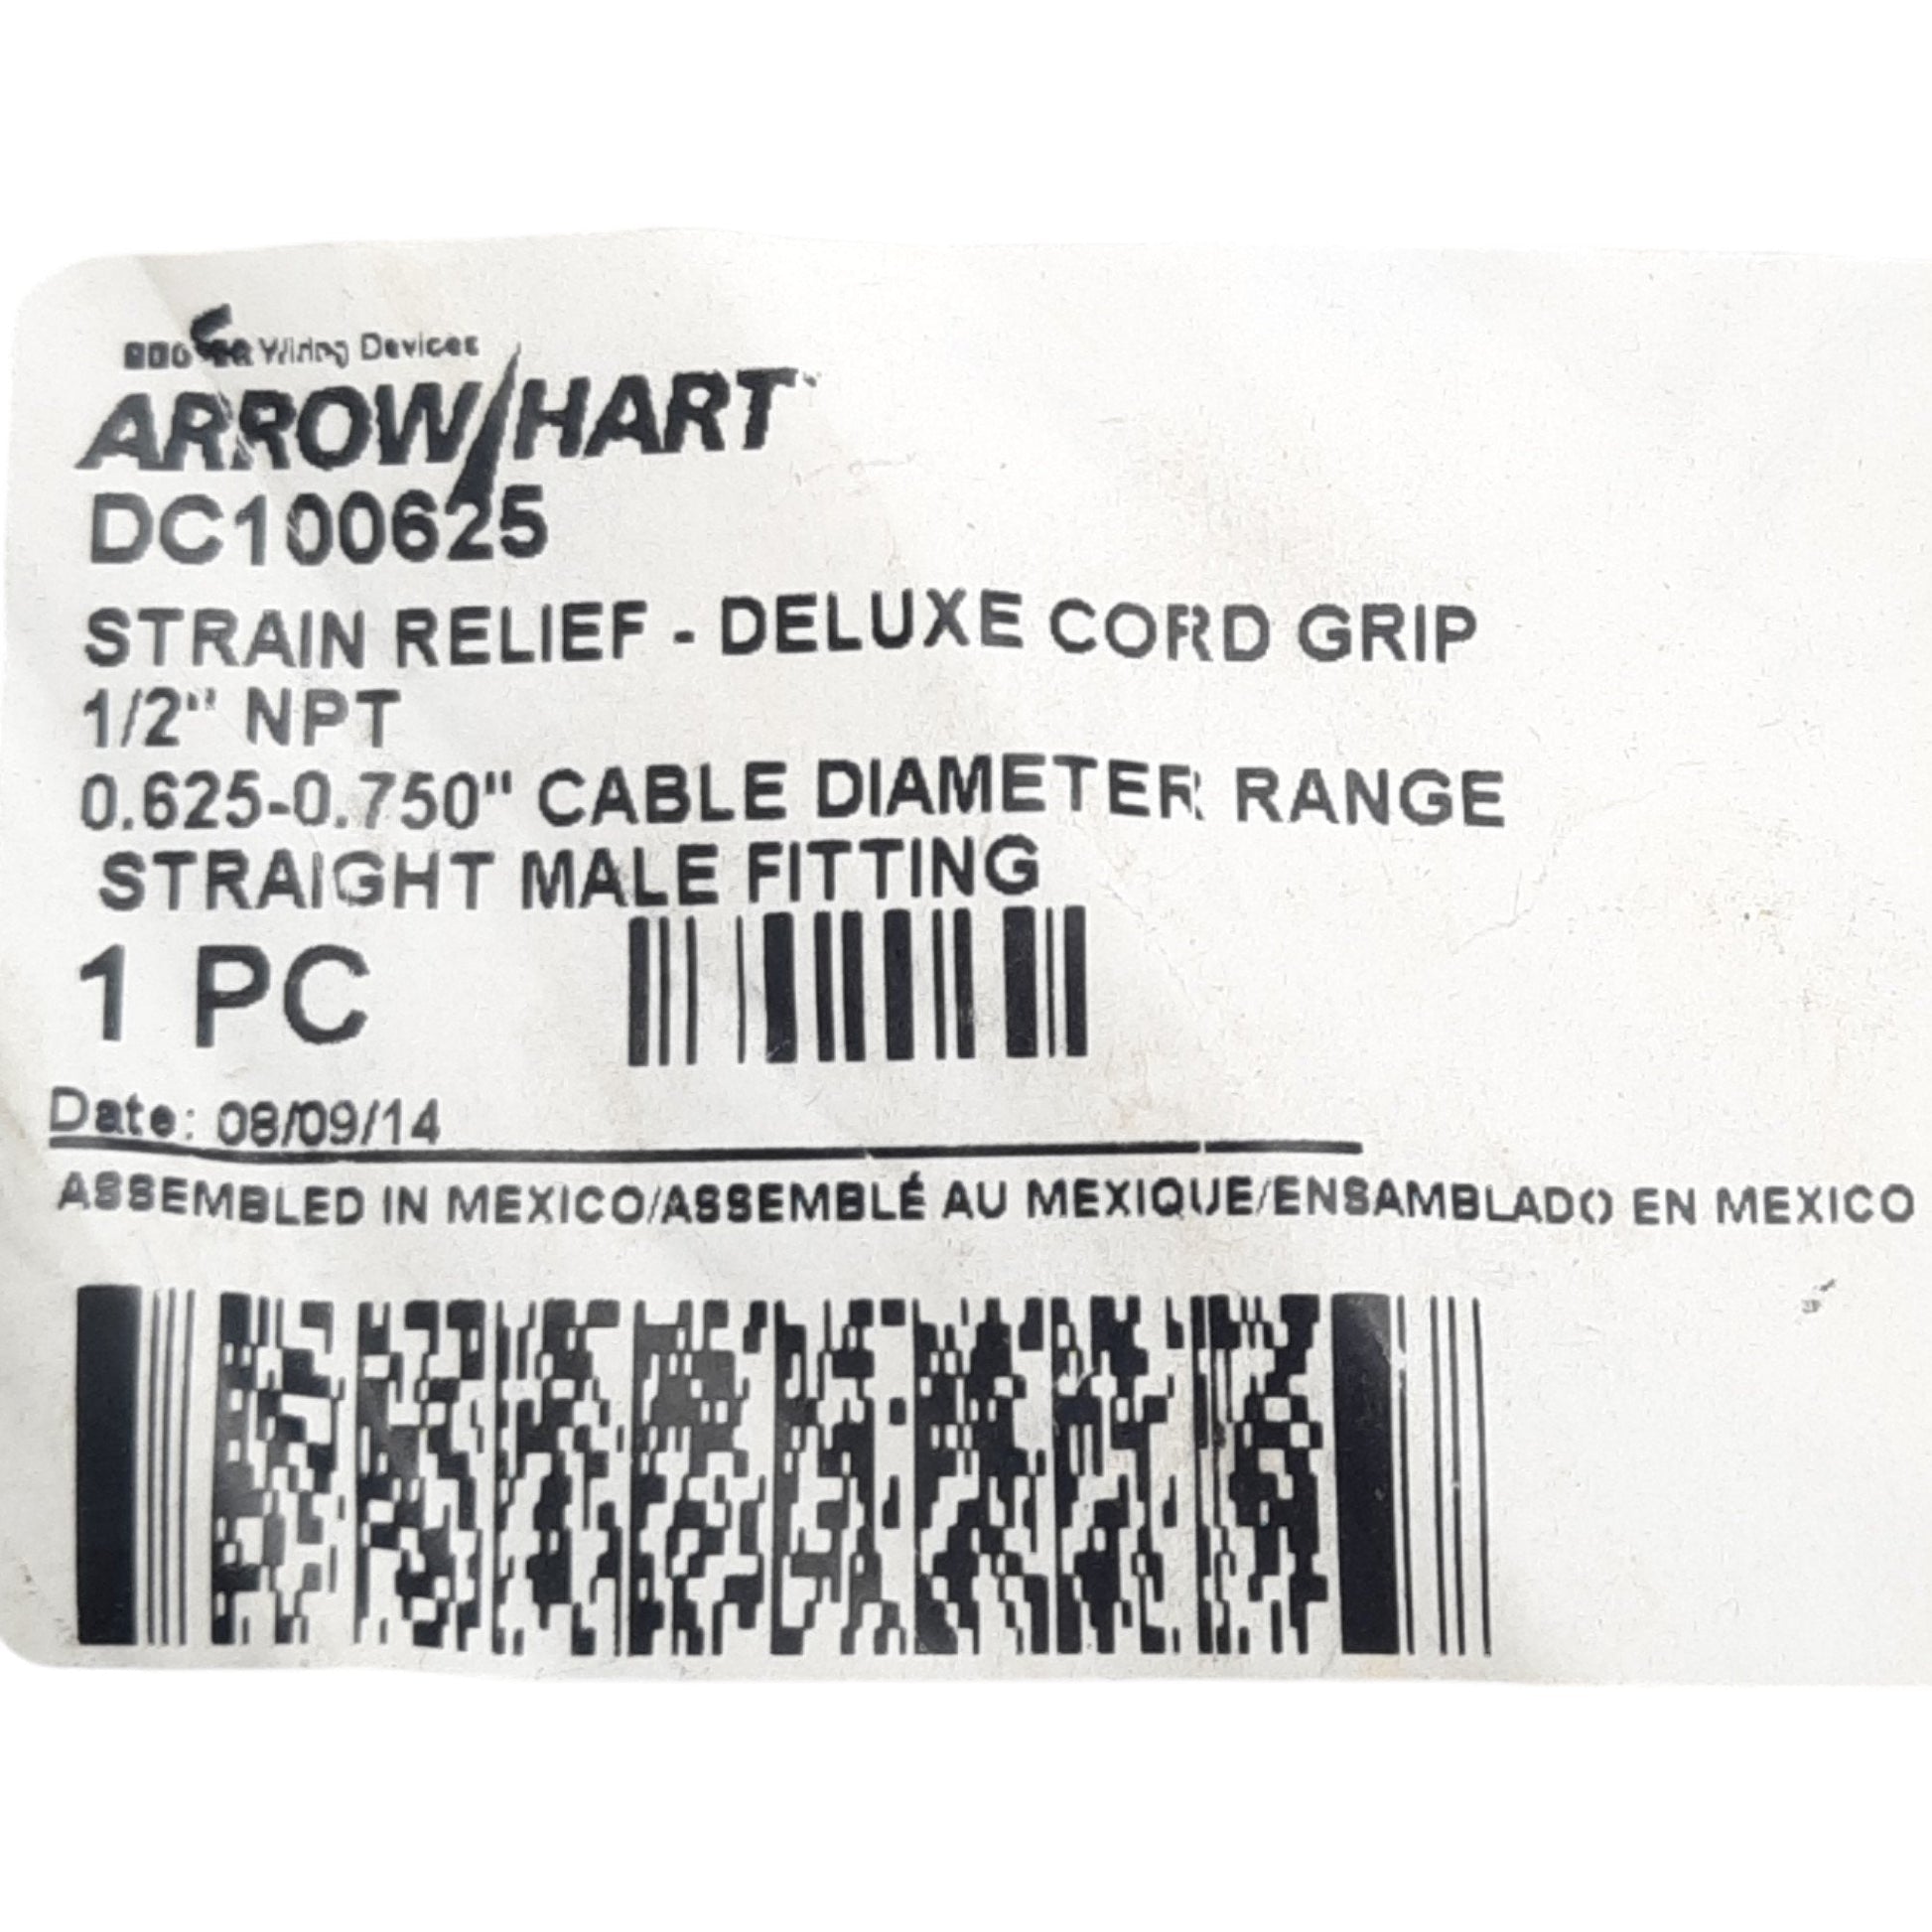 Wiring Devices
ARROW/HART™
DC100625
STRAIN RELIEF - DELUXE CORD GRIP
1/2" NPT
0.625-0.750" CABLE DIAMETER RANGE
STRAIGHT MALE FITTING
1 PC
Date: 08/09/14
ASSEMBLED IN MEXICO/ASSEMBLÉ AU MEXIQUE/ENSAMBLADO EN MEXICO